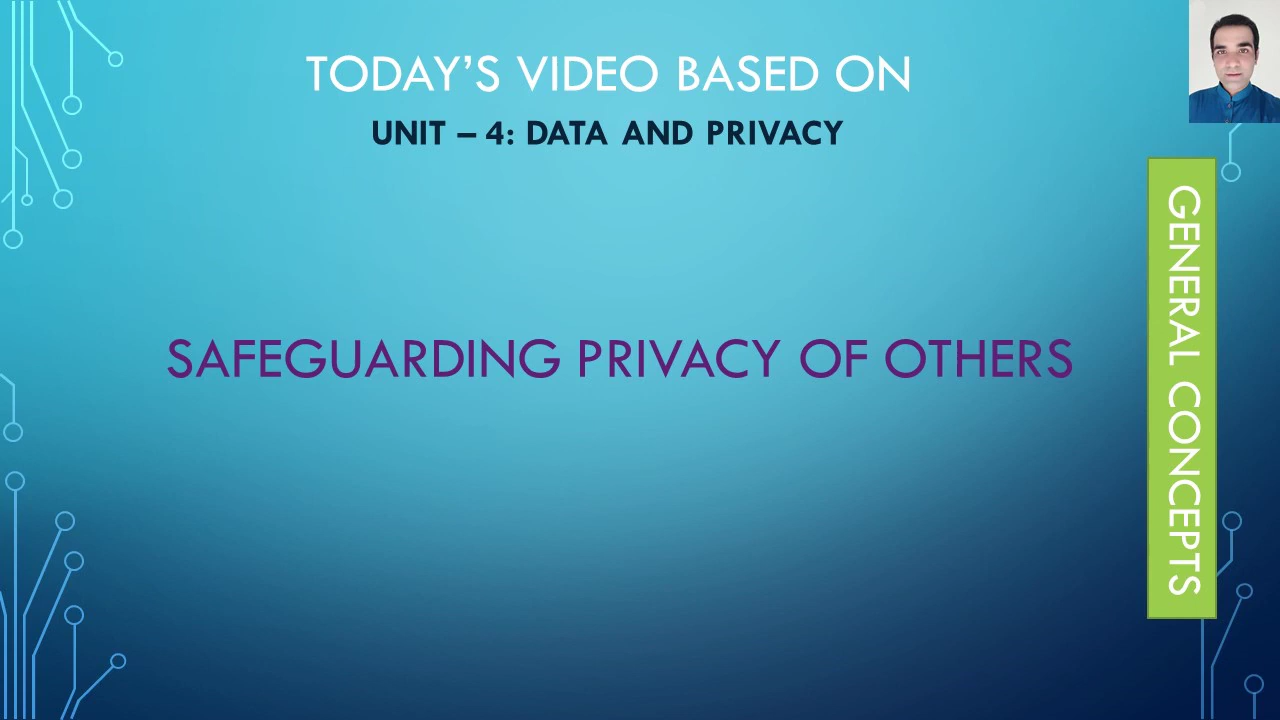 TODAY'S VIDEO BASED ON
UNIT – 4: DATA AND PRIVACY
SAFEGUARDING PRIVACY OF OTHERS
GENERAL CONCEPTS